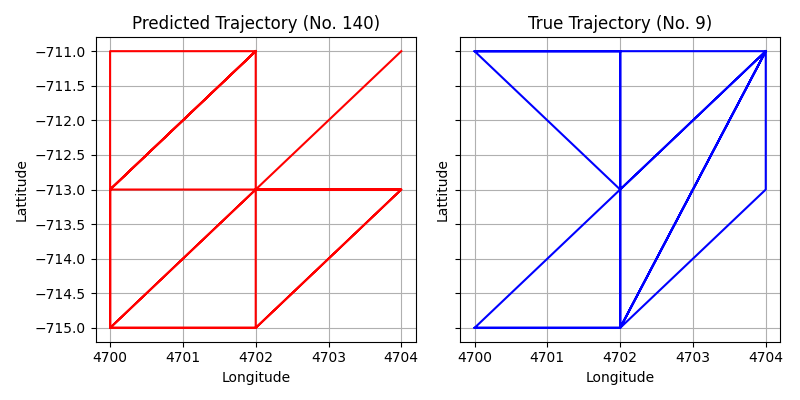 Predicted Trajectory (No. 140)
−711.0
−711.5
−712.0
−712.5
−713.0
−713.5
−714.0
−714.5
−715.0
Lattitude
4700 4701 4702 4703 4704
Longitude
True Trajectory (No. 9)
Lattitude
4700 4701 4702 4703 4704
Longitude